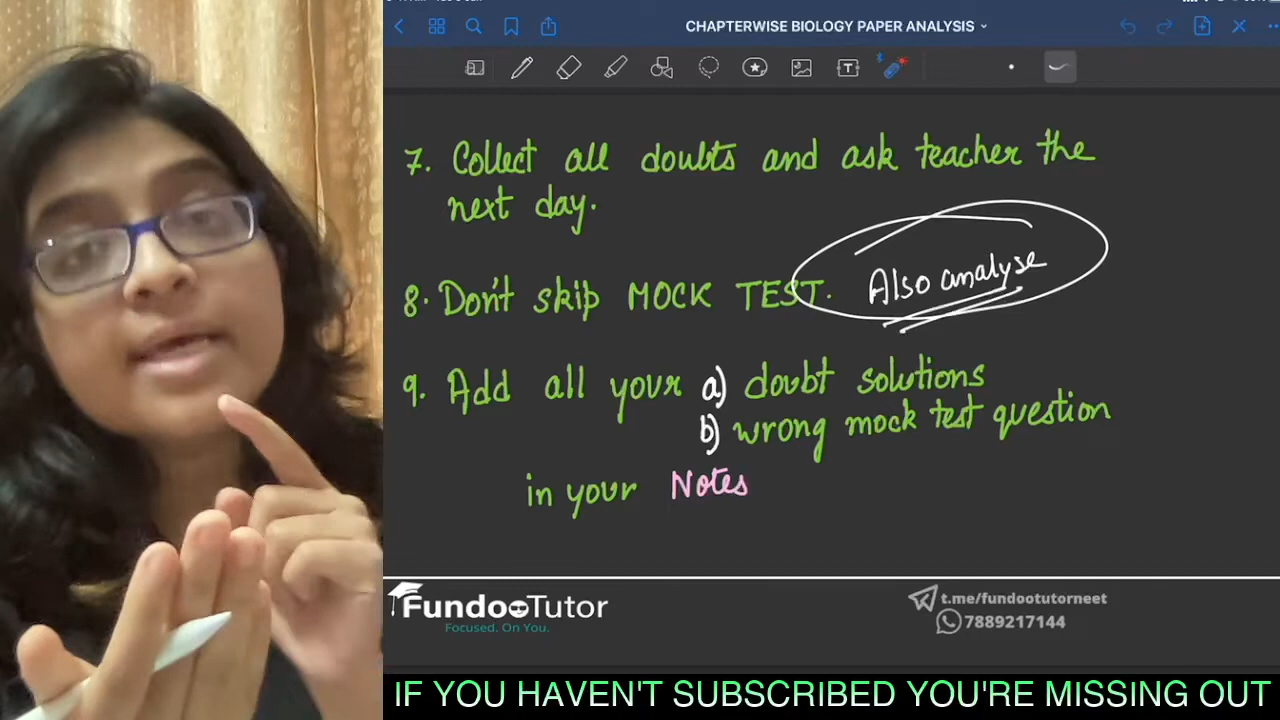 CHAPTERWISE BIOLOGY PAPER ANALYSIS
7. Collect all doubts and ask teacher the
next day.
8. Don't skip MOCK TEST.
Also analyse
9. Add all your a) doubt solutions
b) wrong mock test question
in your Notes
FundooTutor
Focused. On You.
t.me/fundootutorneet
7889217144
IF YOU HAVEN'T SUBSCRIBED YOU'RE MISSING OUT